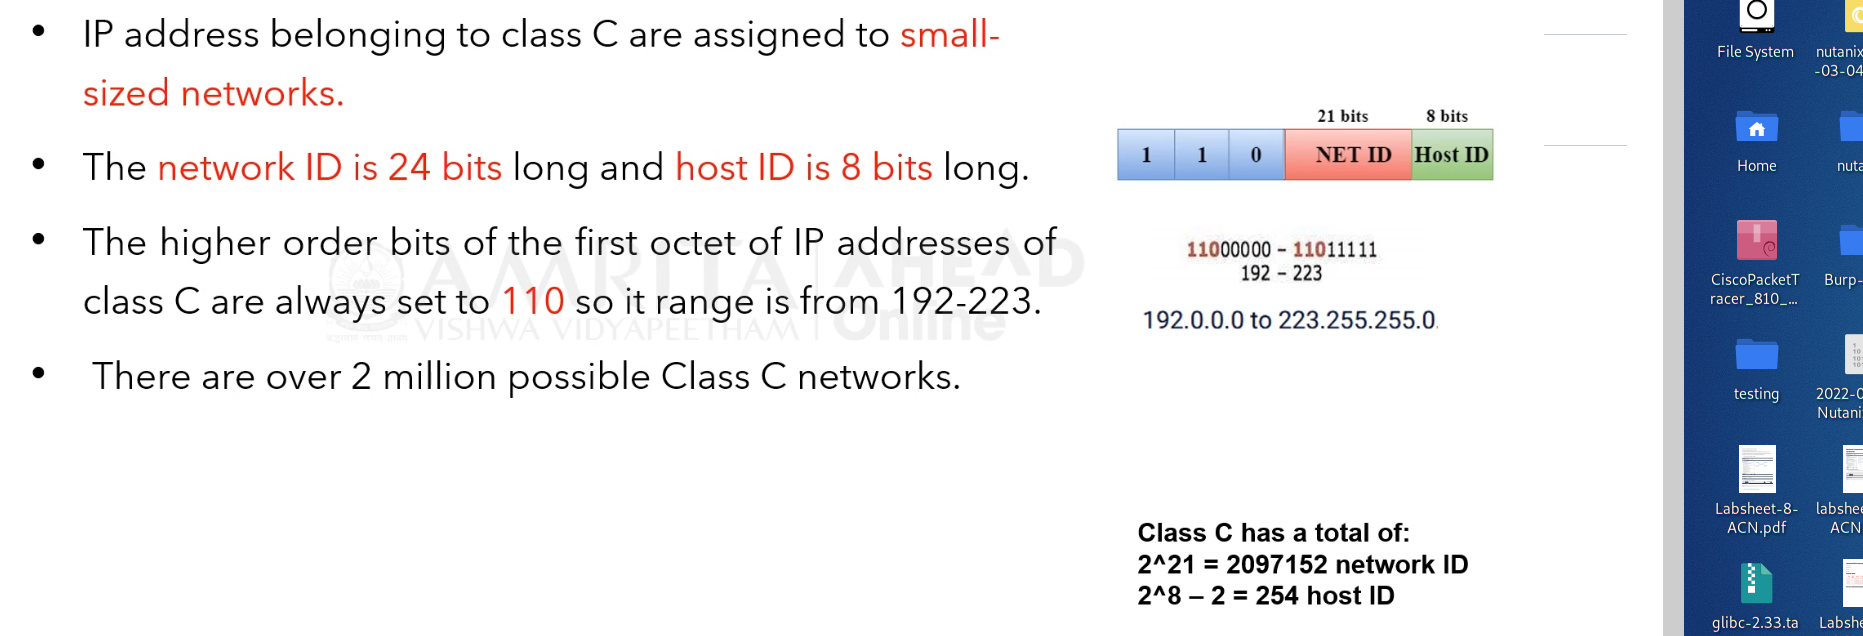 • IP address belonging to class C are assigned to small-
sized networks.
• The network ID is 24 bits long and host ID is 8 bits long.
• The higher order bits of the first octet of IP addresses of
class C are always set to 110 so it range is from 192-223.
• There are over 2 million possible Class C networks.
AMRITA AHEAD
VISHWA VIDYAPEETHAM Online
21 bits 8 bits
1 1 0 NET ID Host ID
11000000 – 11011111
192 – 223
192.0.0.0 to 223.255.255.0.
Class C has a total of:
2^21 = 2097152 network ID
2^8 – 2 = 254 host ID
File System
nutanix
-03-04
Home
nuta
CiscoPacketT
racer_810_...
Burp-
testing
2022-0
Nutani
Labsheet-8-
ACN.pdf
labshee
ACN
glibc-2.33.ta
Labshe